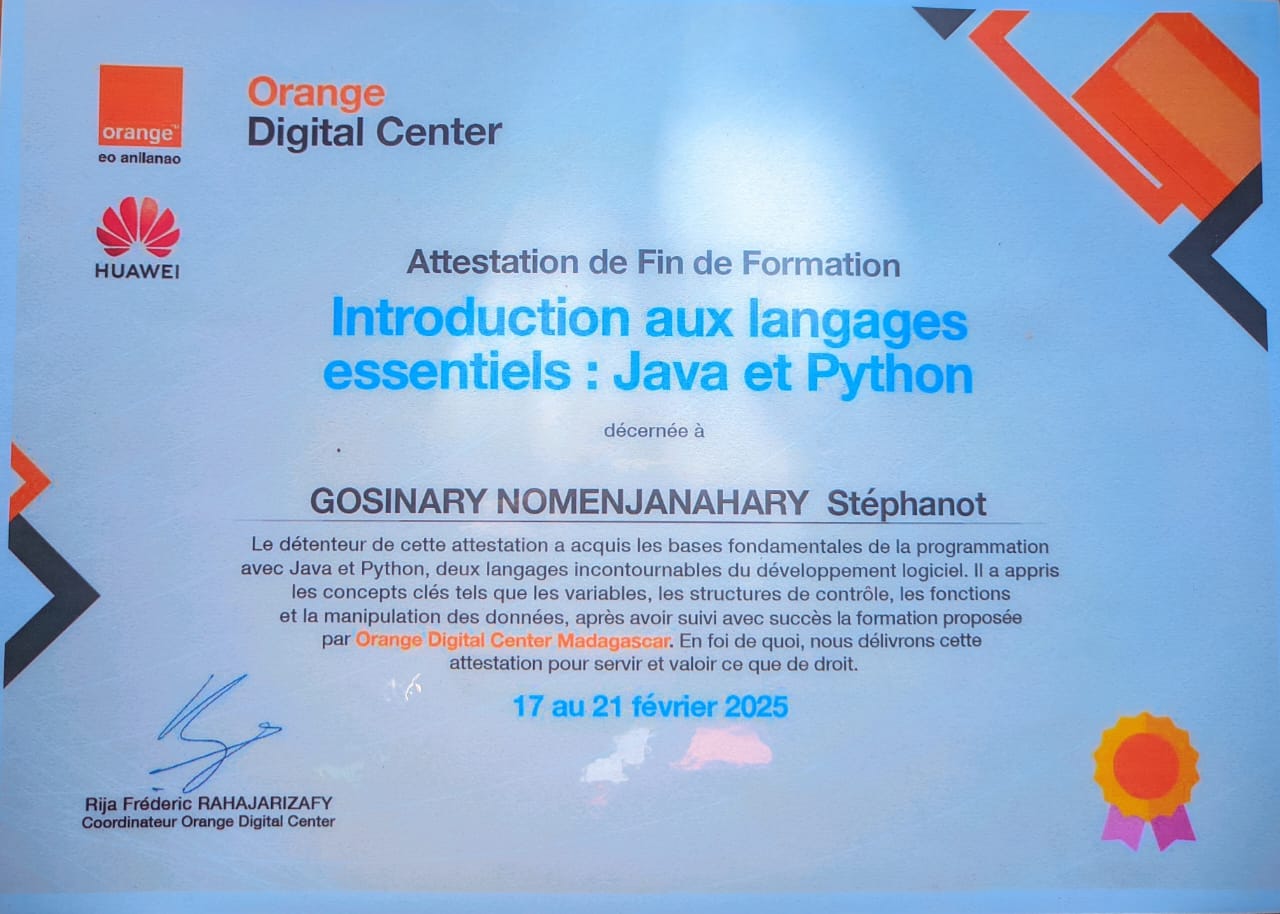 orange™
eo anilanao
Orange
Digital Center
HUAWEI
Attestation de Fin de Formation
Introduction aux langages
essentiels : Java et Python
décernée à
GOSINARY NOMENJANAHARY Stéphanot
Le détenteur de cette attestation a acquis les bases fondamentales de la programmation
avec Java et Python, deux langages incontournables du développement logiciel. Il a appris
les concepts clés tels que les variables, les structures de contrôle, les fonctions
et la manipulation des données, après avoir suivi avec succès la formation proposée
par Orange Digital Center Madagascar. En foi de quoi, nous délivrons cette
attestation pour servir et valoir ce que de droit.
17 au 21 février 2025
Rija Fréderic RAHAJARIZAFY
Coordinateur Orange Digital Center